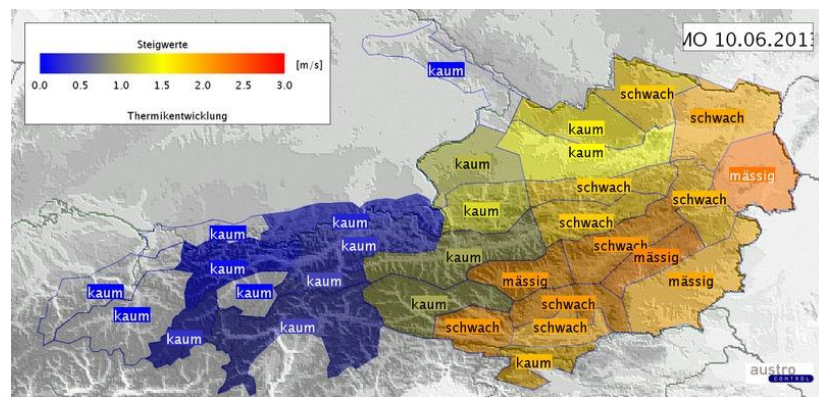 Steigwerte
[m/s]
0.0 0.5 1.0 1.5 2.0 2.5 3.0
Thermikentwicklung
MO 10.06.2013
kaum
schwach
schwach
kaum
kaum
kaum
mässig
schwach
schwach
kaum
kaum
schwach
kaum
schwach
kaum
kaum
mässig
kaum
mässig
mässig
kaum
kaum
kaum
kaum
kaum
schwach
schwach
schwach
kaum
kaum
kaum
austro
CONTROL